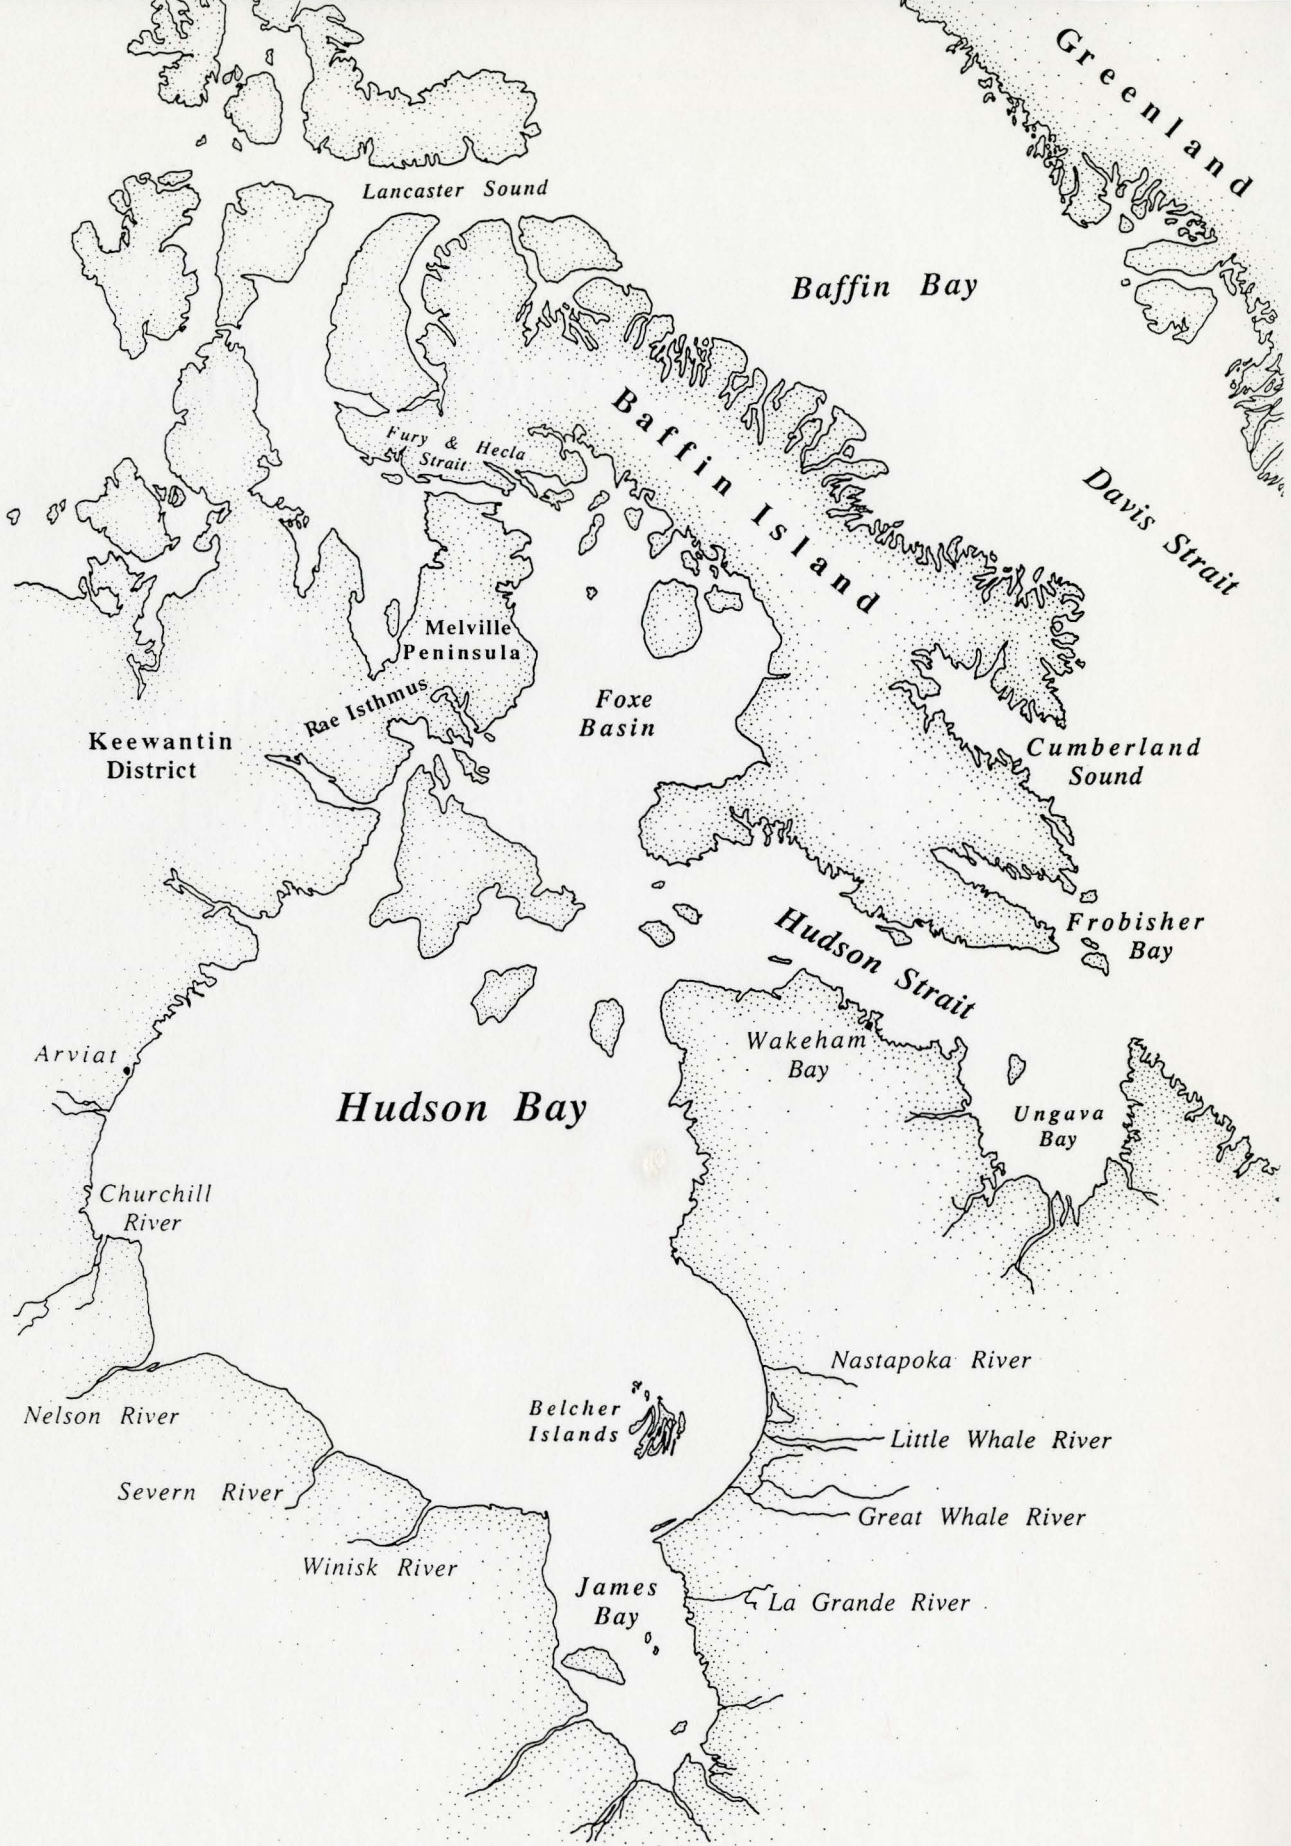 Greenland
Lancaster Sound
Baffin Bay
Baffin Island
Fury & Hecla
Strait
Davis Strait
Melville
Peninsula
Rae Isthmus
Foxe
Basin
Keewantin
District
Cumberland
Sound
Hudson Strait
Frobisher
Bay
Wakeham
Bay
Arviat
Hudson Bay
Ungava
Bay
Churchill
River
Nastapoka River
Nelson River
Belcher
Islands
Little Whale River
Severn River
Great Whale River
Winisk River
James
Bay
La Grande River